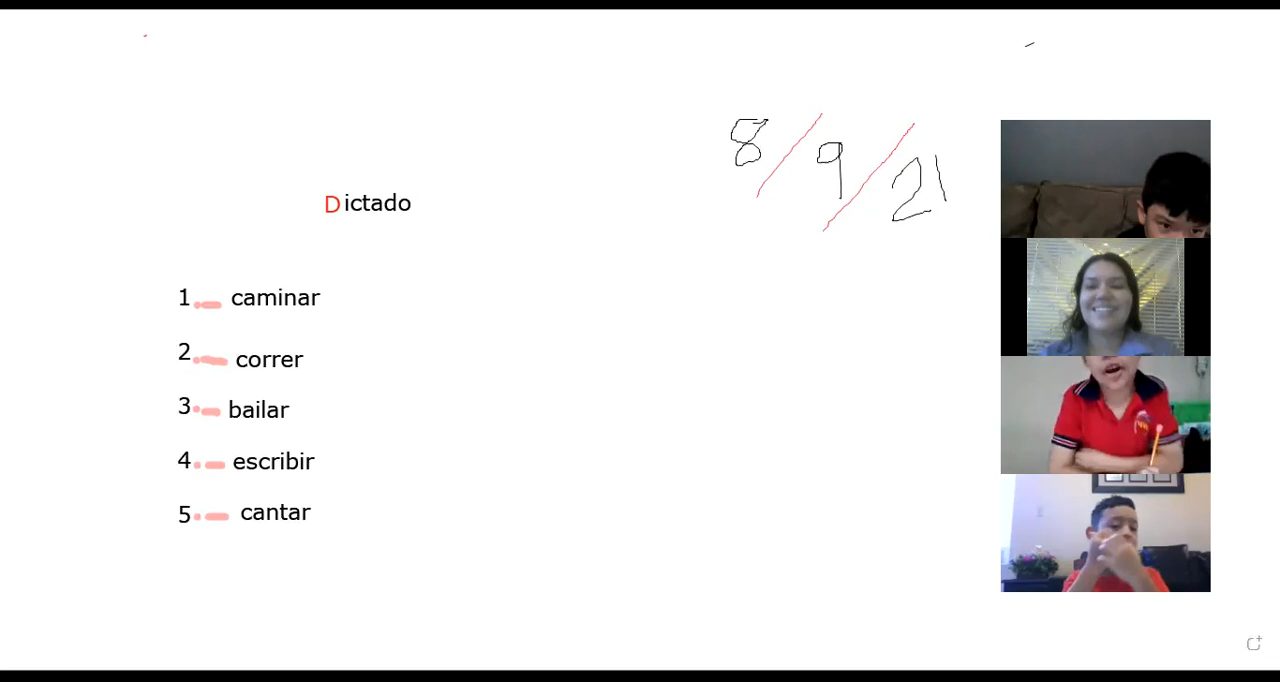 8/9/21
Dictado
1.- caminar
2.- correr
3.- bailar
4.- escribir
5.- cantar